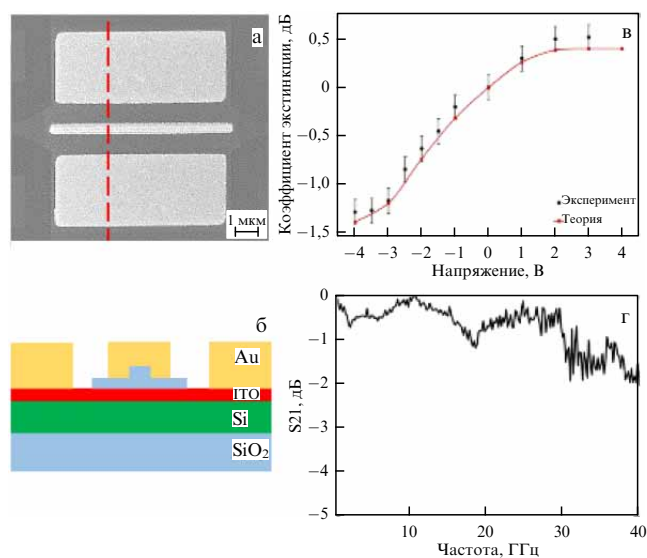 а
1 мкм
в
Коэффициент экстинкции, дБ
0,5
0
−0,5
−1,0
−1,5
Эксперимент
Теория
−4 −3 −2 −1 0 1 2 3 4
Напряжение, В
б
Au
ITO
Si
SiO₂
г
S21, дБ
0
−1
−2
−3
−4
−5
10 20 30 40
Частота, ГГц